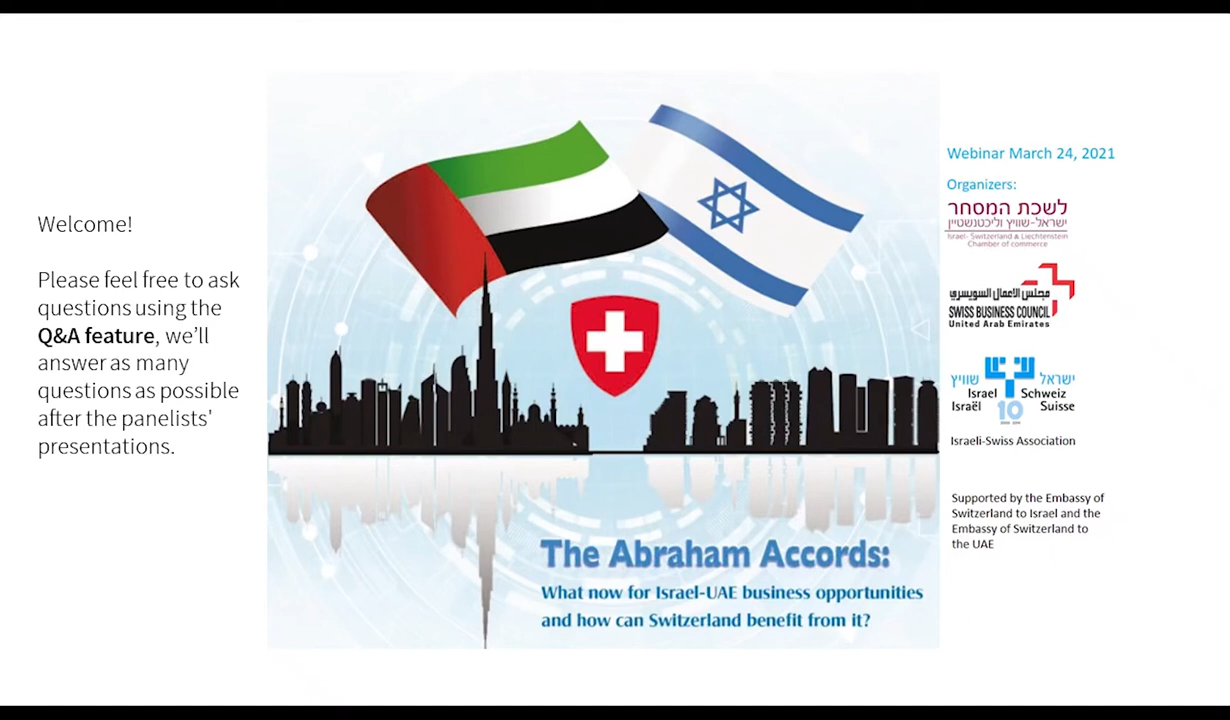 Welcome!
Please feel free to ask
questions using the
Q&A feature, we'll
answer as many
questions as possible
after the panelists'
presentations.
The Abraham Accords:
What now for Israel-UAE business opportunities
and how can Switzerland benefit from it?
Webinar March 24, 2021
Organizers:
לשכת המסחר
ישראל-שוויץ וליכטנשטיין
Israel- Switzerland & Liechtenstein
Chamber of commerce
مجلس الاعمال السويسري
SWISS BUSINESS COUNCIL
United Arab Emirates
שוויץ ישראל
Israel Schweiz
Israël Suisse
10
Israeli-Swiss Association
Supported by the Embassy of
Switzerland to Israel and the
Embassy of Switzerland to
the UAE